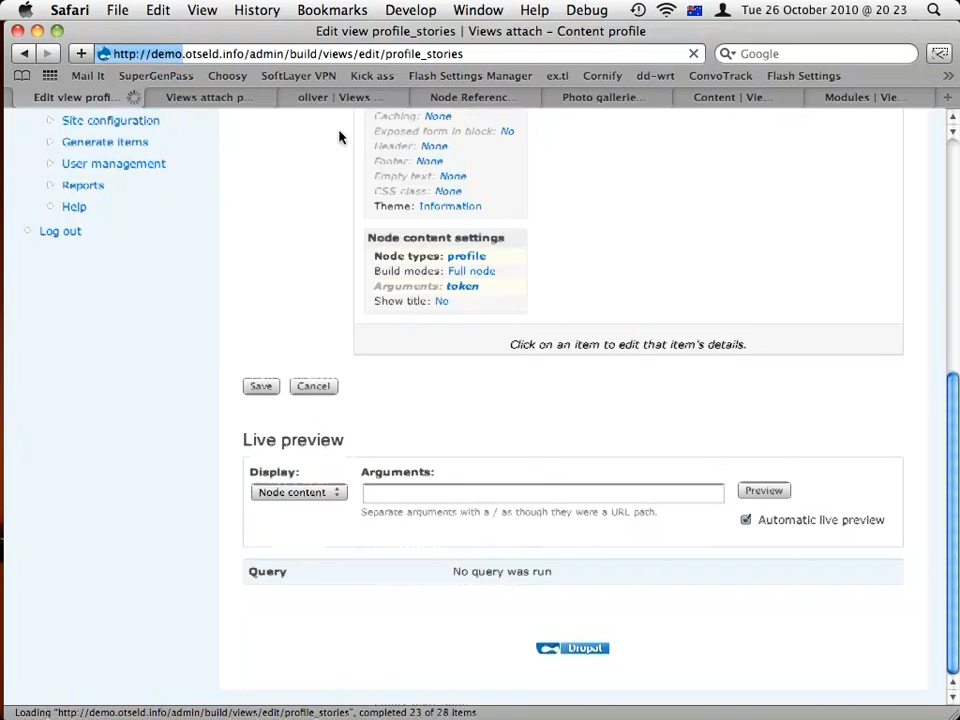 Safari File Edit View History Bookmarks Develop Window Help Debug Tue 26 October 2010 @ 20 23
Edit view profile_stories | Views attach – Content profile
http://demo.otseld.info/admin/build/views/edit/profile_stories
Google
Mail It SuperGenPass Choosy SoftLayer VPN Kick ass Flash Settings Manager ex.tl Cornify dd-wrt ConvoTrack Flash Settings
Edit view profi... Views attach p... oliver | Views ... Node Referenc... Photo gallerie... Content | Vie... Modules | Vie...
Site configuration
Generate items
User management
Reports
Help
Log out
Caching: None
Exposed form in block: No
Header: None
Footer: None
Empty text: None
CSS class: None
Theme: Information
Node content settings
Node types: profile
Build modes: Full node
Arguments: token
Show title: No
Click on an item to edit that item's details.
Save Cancel
Live preview
Display: Arguments:
Node content Preview
Separate arguments with a / as though they were a URL path.
Automatic live preview
Query No query was run
Drupal
Loading "http://demo.otseld.info/admin/build/views/edit/profile_stories", completed 23 of 28 items